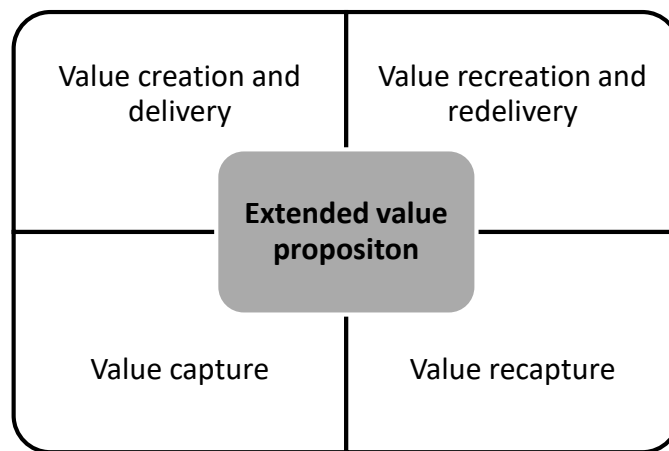 Value creation and
delivery
Value recreation and
redelivery
Extended value
propositon
Value capture
Value recapture